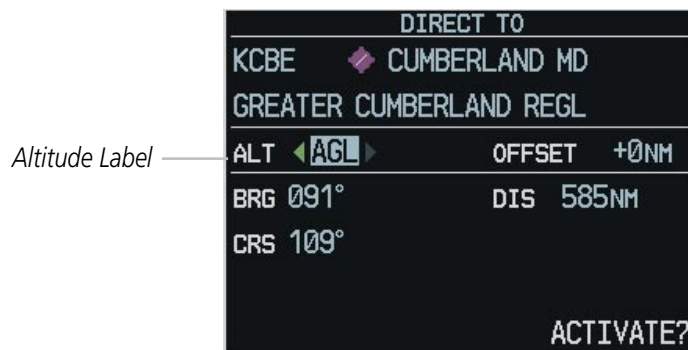 DIRECT TO
KCBE CUMBERLAND MD
GREATER CUMBERLAND REGL
Altitude Label
ALT AGL OFFSET +0NM
BRG 091° DIS 585NM
CRS 109°
ACTIVATE?